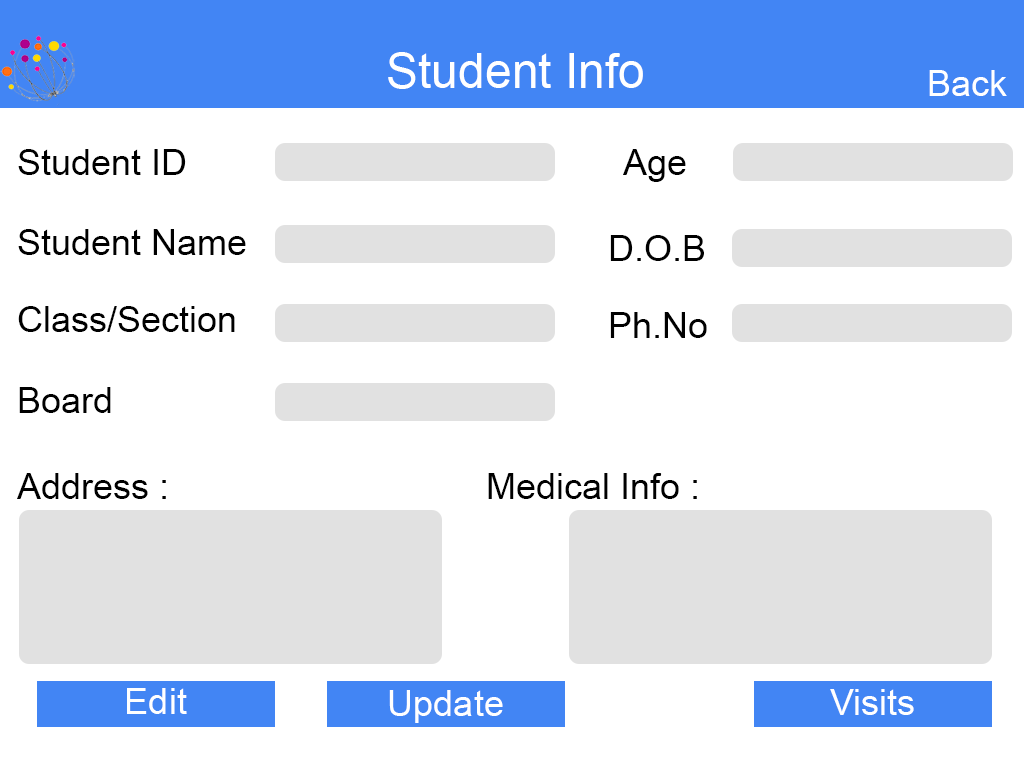 Student Info
Back
Student ID
Age
Student Name
D.O.B
Class/Section
Ph.No
Board
Address :
Medical Info :
Edit
Update
Visits